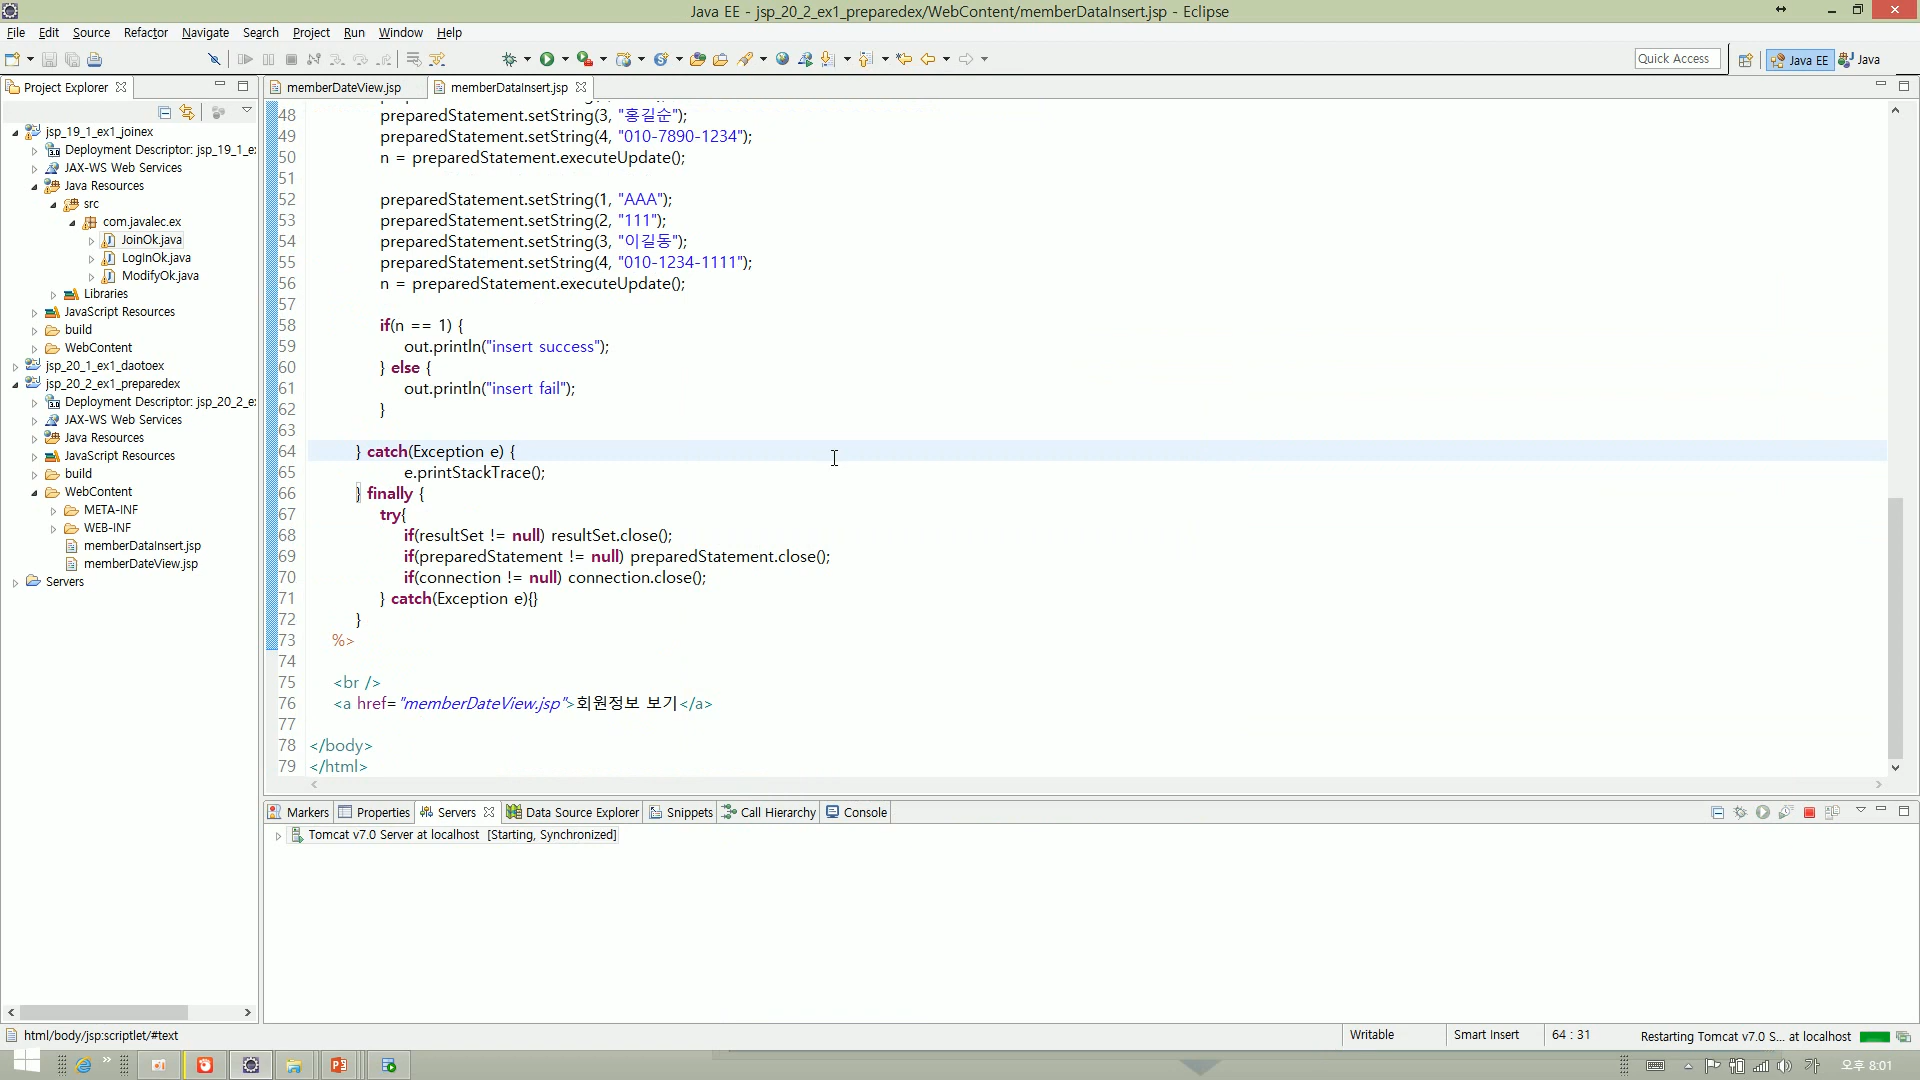 Java EE - jsp_20_2_ex1_preparedex/WebContent/memberDataInsert.jsp - Eclipse
File Edit Source Refactor Navigate Search Project Run Window Help
Quick Access
Java EE
Java
Project Explorer
memberDateView.jsp
memberDataInsert.jsp
jsp_19_1_ex1_joinex
Deployment Descriptor: jsp_19_1_e
JAX-WS Web Services
Java Resources
src
com.javalec.ex
JoinOk.java
LogInOk.java
ModifyOk.java
Libraries
JavaScript Resources
build
WebContent
jsp_20_1_ex1_daotoex
jsp_20_2_ex1_preparedex
Deployment Descriptor: jsp_20_2_e
JAX-WS Web Services
Java Resources
JavaScript Resources
build
WebContent
META-INF
WEB-INF
memberDataInsert.jsp
memberDateView.jsp
Servers
48 preparedStatement.setString(3, "홍길순");
49 preparedStatement.setString(4, "010-7890-1234");
50 n = preparedStatement.executeUpdate();
51
52 preparedStatement.setString(1, "AAA");
53 preparedStatement.setString(2, "111");
54 preparedStatement.setString(3, "이길동");
55 preparedStatement.setString(4, "010-1234-1111");
56 n = preparedStatement.executeUpdate();
57
58 if(n == 1) {
59 out.println("insert success");
60 } else {
61 out.println("insert fail");
62 }
63
64 } catch(Exception e) {
65 e.printStackTrace();
66 } finally {
67 try{
68 if(resultSet != null) resultSet.close();
69 if(preparedStatement != null) preparedStatement.close();
70 if(connection != null) connection.close();
71 } catch(Exception e){}
72 }
73 %>
74
75 <br />
76 <a href="memberDateView.jsp">회원정보 보기</a>
77
78 </body>
79 </html>
Markers Properties Servers Data Source Explorer Snippets Call Hierarchy Console
Tomcat v7.0 Server at localhost [Starting, Synchronized]
html/body/jsp:scriptlet/#text
Writable
Smart Insert
64 : 31
Restarting Tomcat v7.0 S... at localhost
가
오후 8:01